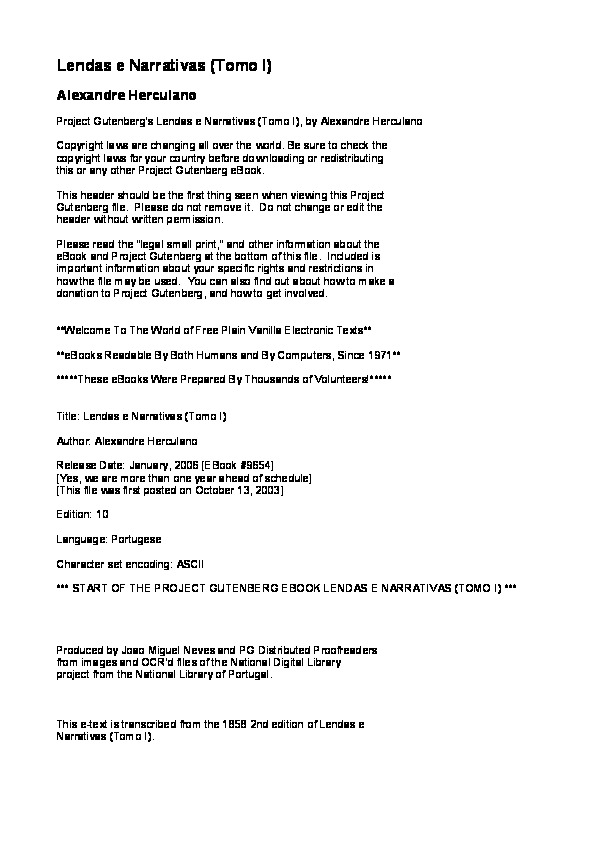 Lendas e Narrativas (Tomo I)
Alexandre Herculano
Project Gutenberg's Lendas e Narrativas (Tomo I), by Alexandre Herculano
Copyright laws are changing all over the world. Be sure to check the
copyright laws for your country before downloading or redistributing
this or any other Project Gutenberg eBook.
This header should be the first thing seen when viewing this Project
Gutenberg file.  Please do not remove it.  Do not change or edit the
header without written permission.
Please read the "legal small print," and other information about the
eBook and Project Gutenberg at the bottom of this file.  Included is
important information about your specific rights and restrictions in
how the file may be used.  You can also find out about how to make a
donation to Project Gutenberg, and how to get involved.
**Welcome To The World of Free Plain Vanilla Electronic Texts**
**eBooks Readable By Both Humans and By Computers, Since 1971**
*****These eBooks Were Prepared By Thousands of Volunteers!*****
Title: Lendas e Narrativas (Tomo I)
Author: Alexandre Herculano
Release Date: January, 2006 [EBook #9654]
[Yes, we are more than one year ahead of schedule]
[This file was first posted on October 13, 2003]
Edition: 10
Language: Portugese
Character set encoding: ASCII
*** START OF THE PROJECT GUTENBERG EBOOK LENDAS E NARRATIVAS (TOMO I) ***
Produced by Joao Miguel Neves and PG Distributed Proofreaders
from images and OCR'd files of the National Digital Library
project from the National Library of Portugal.
This e-text is transcribed from the 1858 2nd edition of Lendas e
Narrativas (Tomo I).